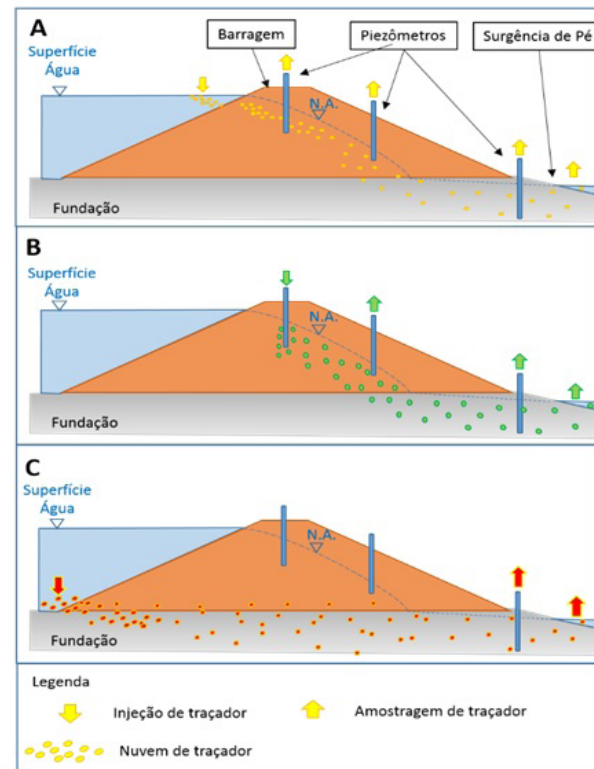 A
Barragem
Piezômetros
Surgência de Pé
Superfície
Água
N.A.
Fundação
B
Superfície
Água
N.A.
Fundação
C
Superfície
Água
N.A.
Fundação
Legenda
Injeção de traçador
Amostragem de traçador
Nuvem de traçador